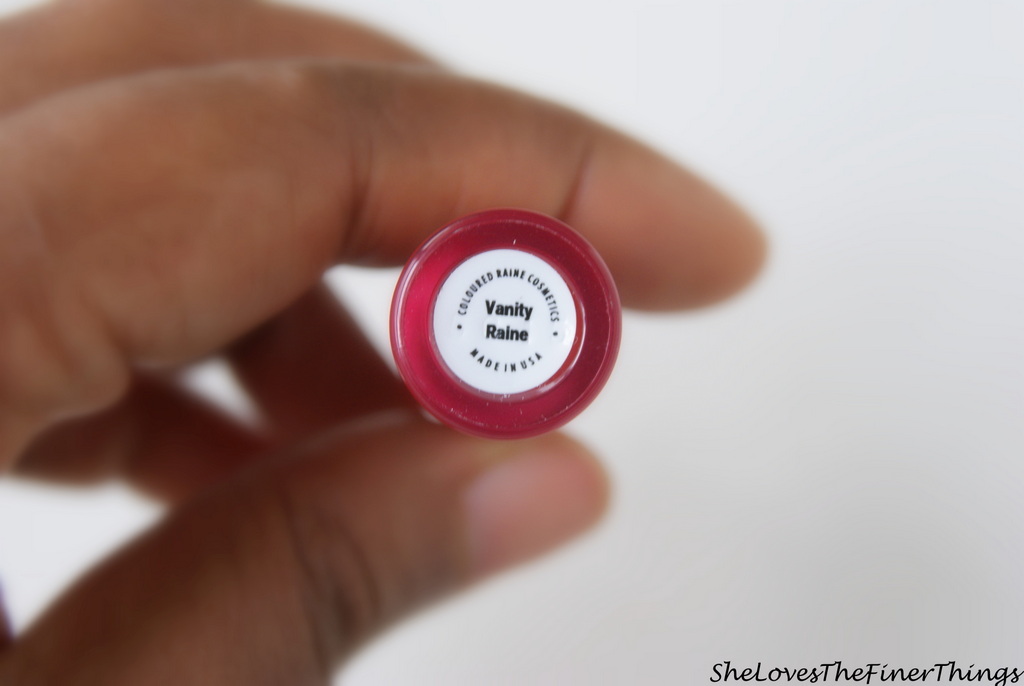 COLOURED RAINE COSMETICS
Vanity
Raine
MADE IN USA
SheLovesTheFinerThings